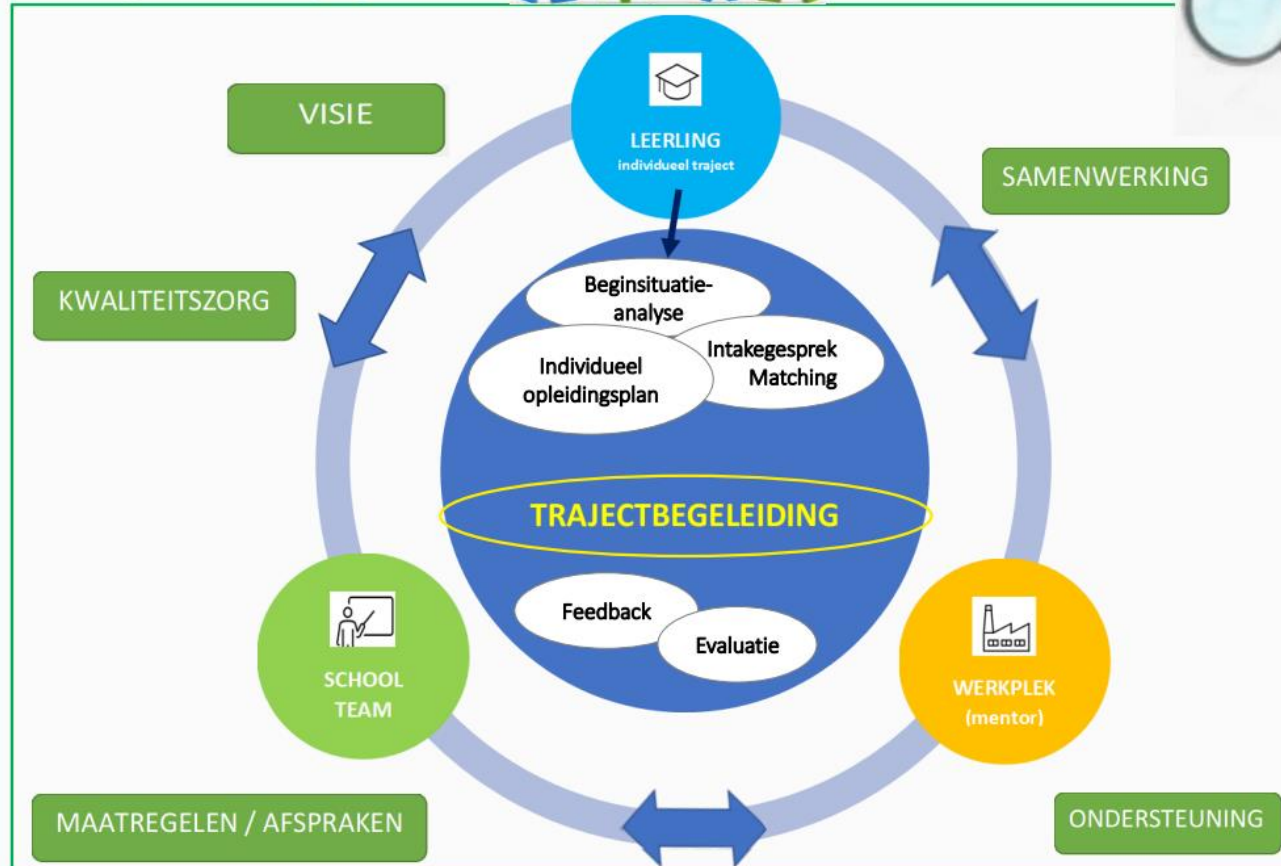 VISIE
LEERLING
individueel traject
SAMENWERKING
KWALITEITSZORG
Beginsituatie-
analyse
Intakegesprek
Matching
Individueel
opleidingsplan
TRAJECTBEGELEIDING
Feedback
Evaluatie
SCHOOL
TEAM
WERKPLEK
(mentor)
MAATREGELEN / AFSPRAKEN
ONDERSTEUNING